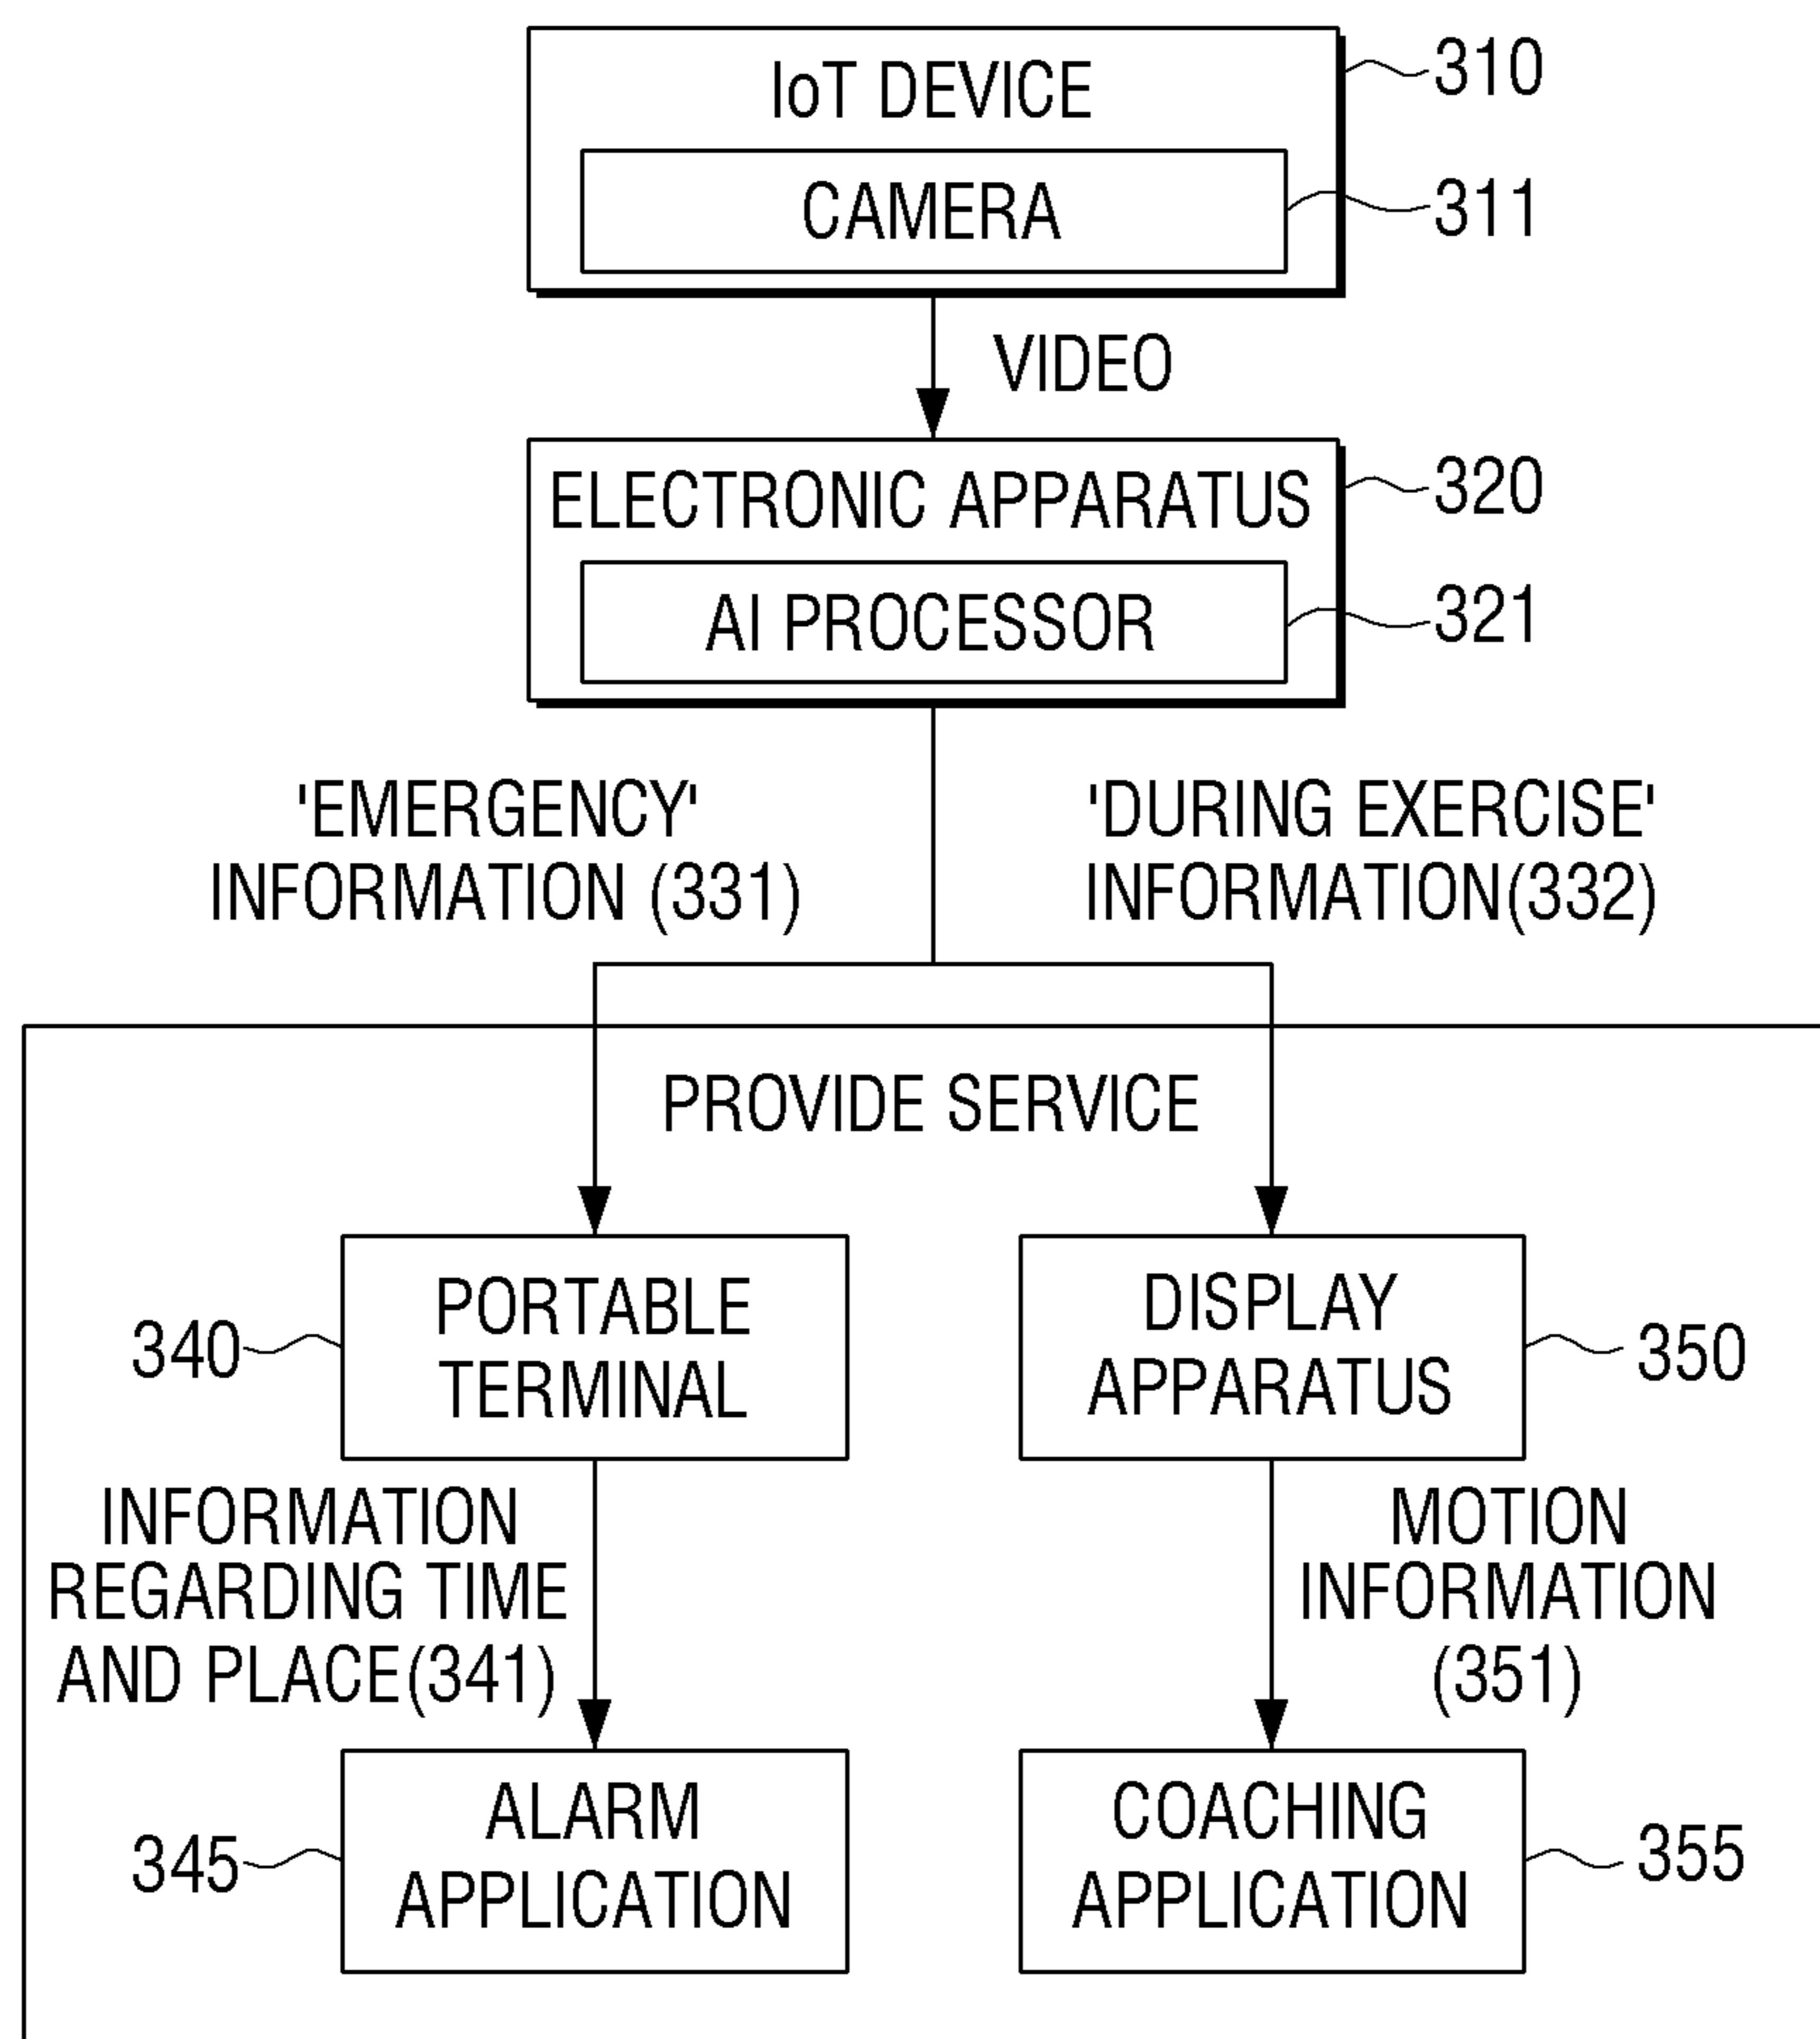 IoT DEVICE
310
CAMERA
311
VIDEO
ELECTRONIC APPARATUS
320
AI PROCESSOR
321
'EMERGENCY'
INFORMATION (331)
'DURING EXERCISE'
INFORMATION(332)
PROVIDE SERVICE
PORTABLE
TERMINAL
340
DISPLAY
APPARATUS
350
INFORMATION
REGARDING TIME
AND PLACE(341)
MOTION
INFORMATION
(351)
ALARM
APPLICATION
345
COACHING
APPLICATION
355